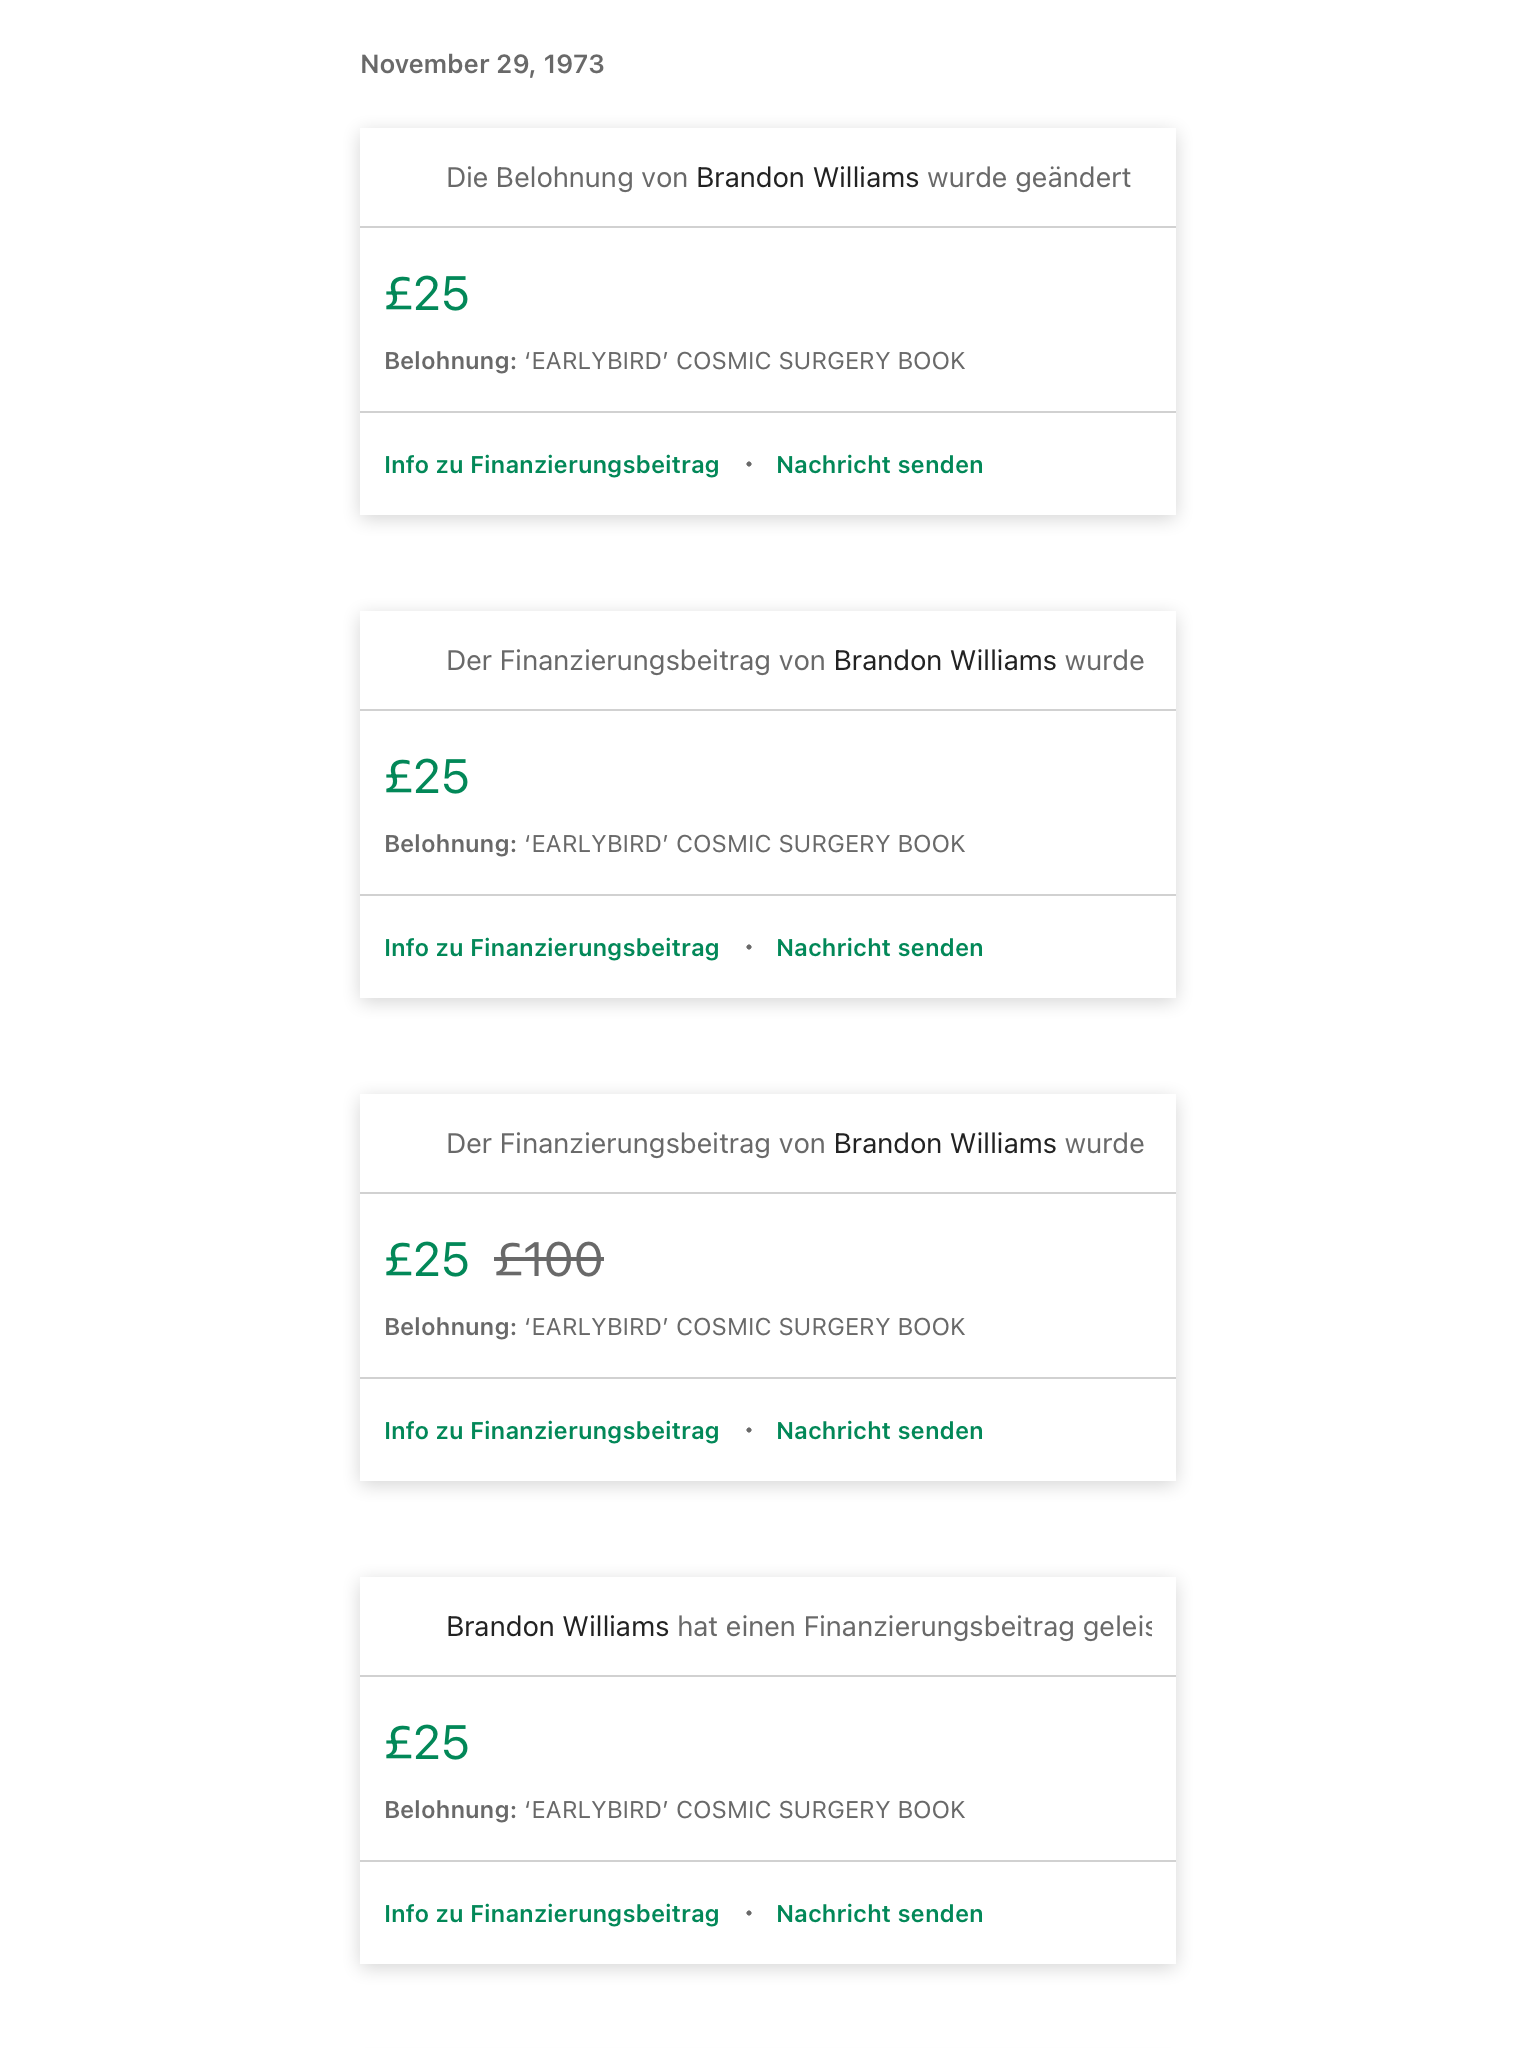 November 29, 1973
Die Belohnung von Brandon Williams wurde geändert
£25
Belohnung: ‘EARLYBIRD’ COSMIC SURGERY BOOK
Info zu Finanzierungsbeitrag • Nachricht senden
Der Finanzierungsbeitrag von Brandon Williams wurde
£25
Belohnung: ‘EARLYBIRD’ COSMIC SURGERY BOOK
Info zu Finanzierungsbeitrag • Nachricht senden
Der Finanzierungsbeitrag von Brandon Williams wurde
£25 £100
Belohnung: ‘EARLYBIRD’ COSMIC SURGERY BOOK
Info zu Finanzierungsbeitrag • Nachricht senden
Brandon Williams hat einen Finanzierungsbeitrag geleis
£25
Belohnung: ‘EARLYBIRD’ COSMIC SURGERY BOOK
Info zu Finanzierungsbeitrag • Nachricht senden